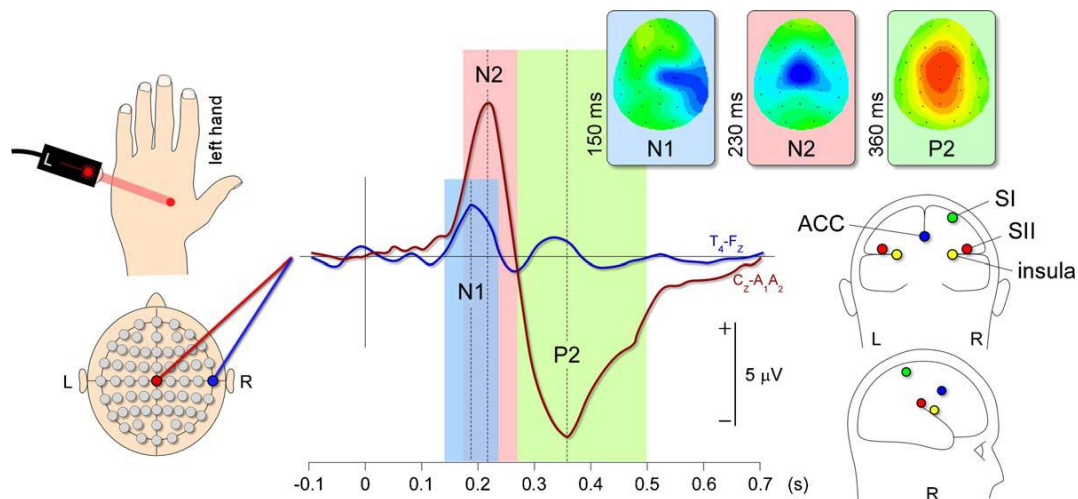 L
left hand
L
R
N1
N2
P2
T4-FZ
CZ-A1A2
+
5 μV
−
-0.1 0 0.1 0.2 0.3 0.4 0.5 0.6 0.7 (s)
150 ms
N1
230 ms
N2
360 ms
P2
SI
ACC
SII
insula
L
R
R